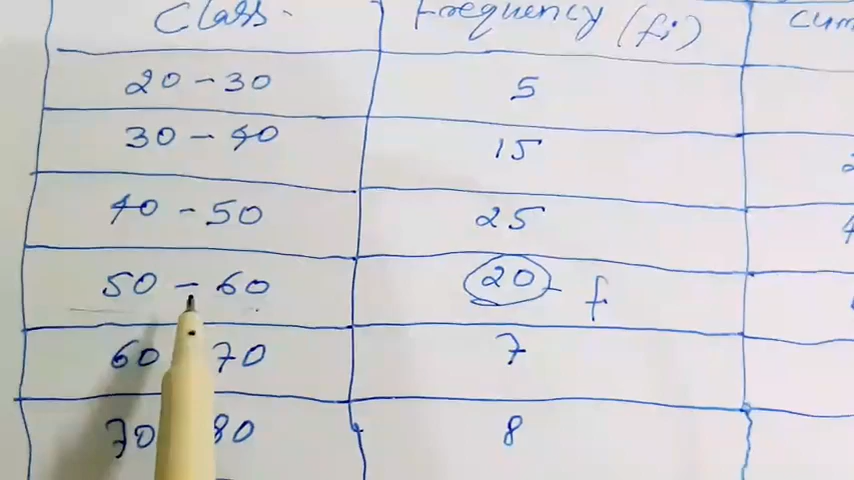 Class. Frequency (fi) cum
20 - 30 5
30 - 40 15
40 - 50 25
50 - 60 20 - f
60 70 7
70 80 8